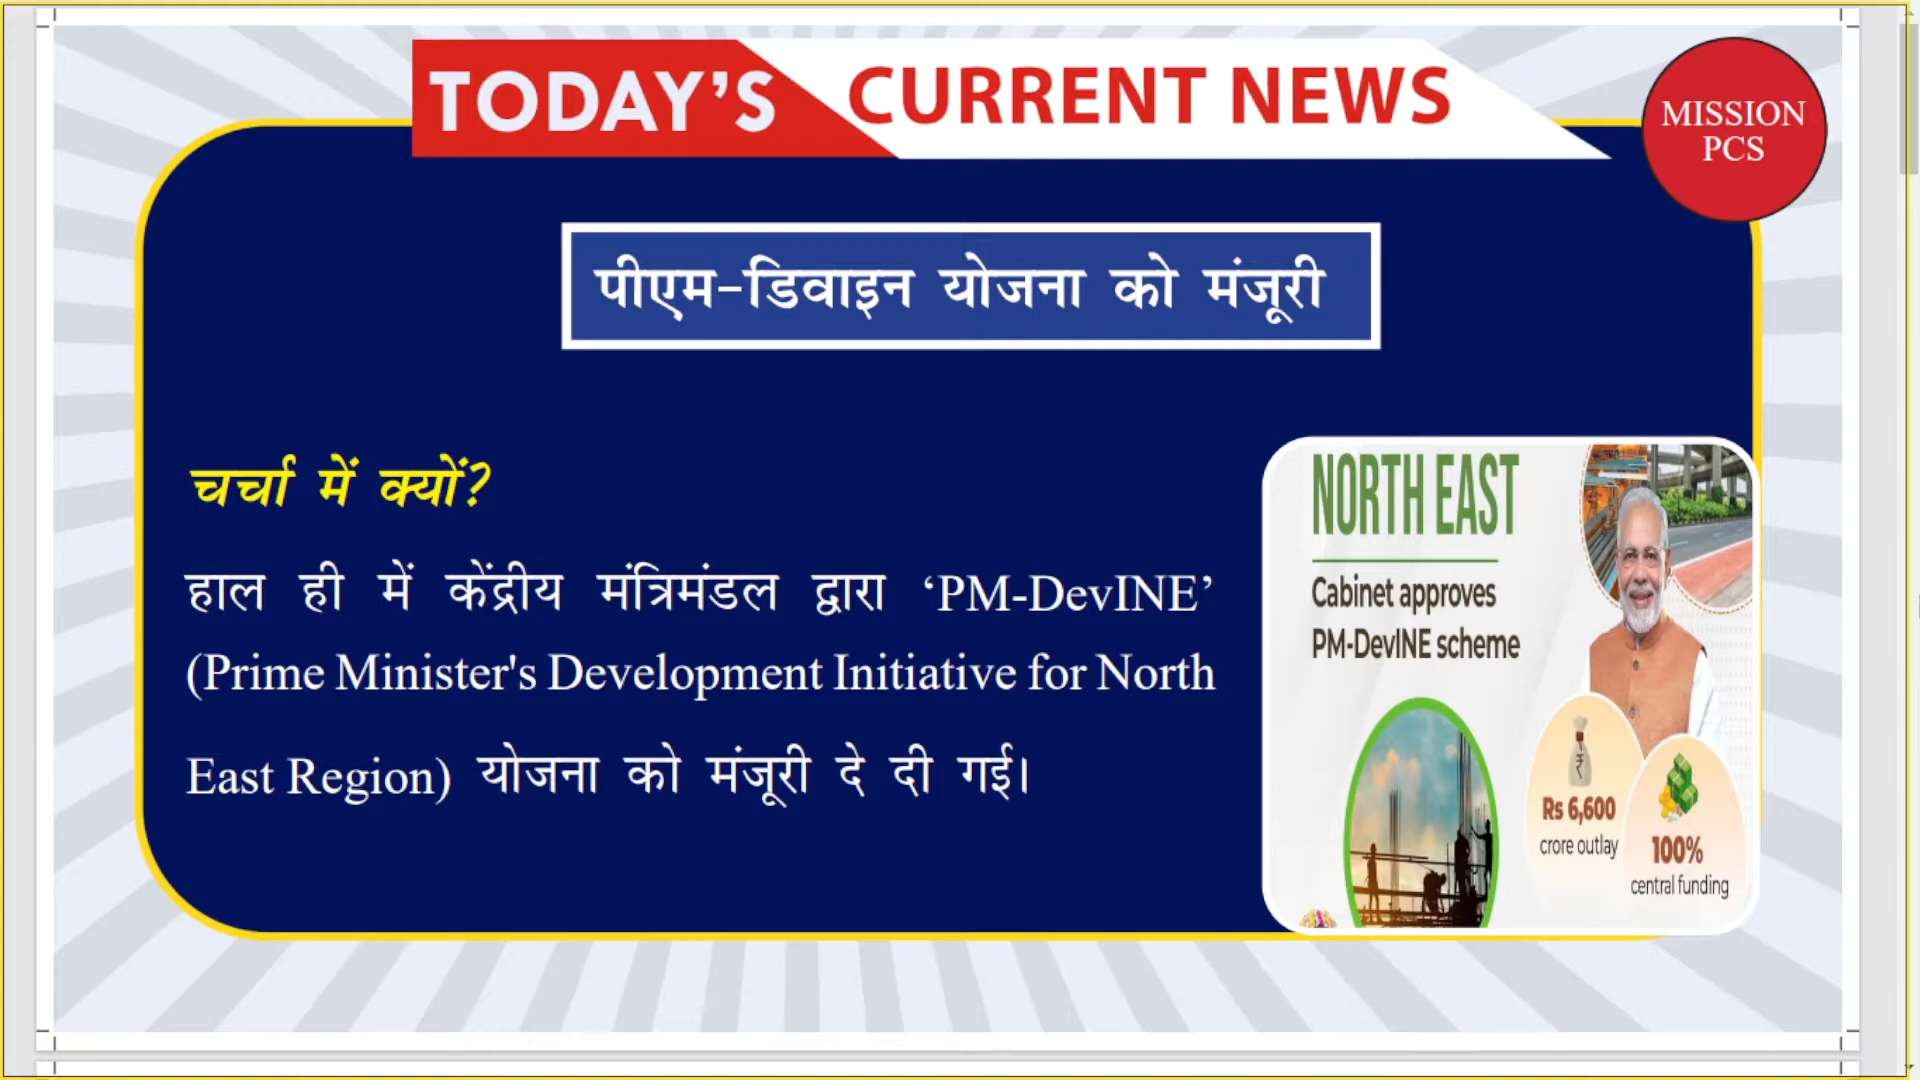 TODAY'S CURRENT NEWS
MISSION
PCS
पीएम-डिवाइन योजना को मंजूरी
चर्चा में क्यों?
हाल ही में केंद्रीय मंत्रिमंडल द्वारा ‘PM-DevINE’
(Prime Minister's Development Initiative for North
East Region) योजना को मंजूरी दे दी गई।
NORTH EAST
Cabinet approves
PM-DevINE scheme
₹
Rs 6,600
crore outlay
100%
central funding